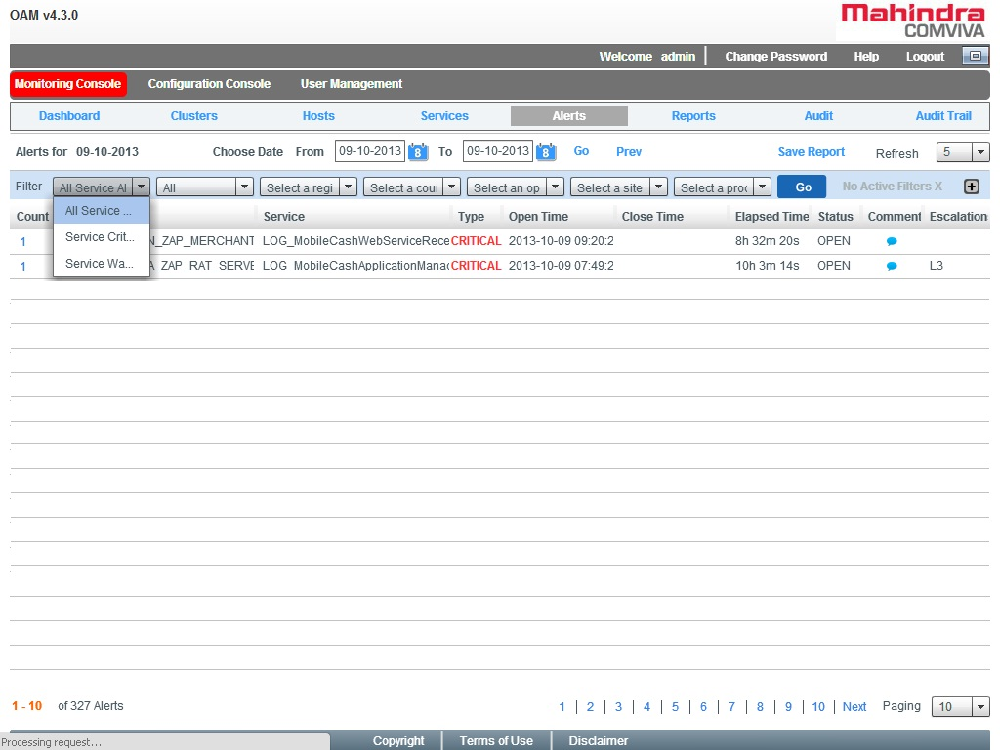 OAM v4.3.0
Mahindra
COMVIVA
Welcome admin Change Password Help Logout
Monitoring Console Configuration Console User Management
Dashboard Clusters Hosts Services Alerts Reports Audit Audit Trail
Alerts for 09-10-2013 Choose Date From 09-10-2013 8 To 09-10-2013 8 Go Prev Save Report Refresh 5
Filter All Service Al All Select a regi Select a cou Select an op Select a site Select a proc Go No Active Filters X
All Service ...
Service Crit...
Service Wa...
Count Service Type Open Time Close Time Elapsed Time Status Comment Escalation
1 N_ZAP_MERCHANT LOG_MobileCashWebServiceRece CRITICAL 2013-10-09 09:20:2 8h 32m 20s OPEN
1 A_ZAP_RAT_SERVE LOG_MobileCashApplicationManag CRITICAL 2013-10-09 07:49:2 10h 3m 14s OPEN L3
1 - 10 of 327 Alerts 1 | 2 | 3 | 4 | 5 | 6 | 7 | 8 | 9 | 10 | Next Paging 10
Processing request... Copyright Terms of Use Disclaimer